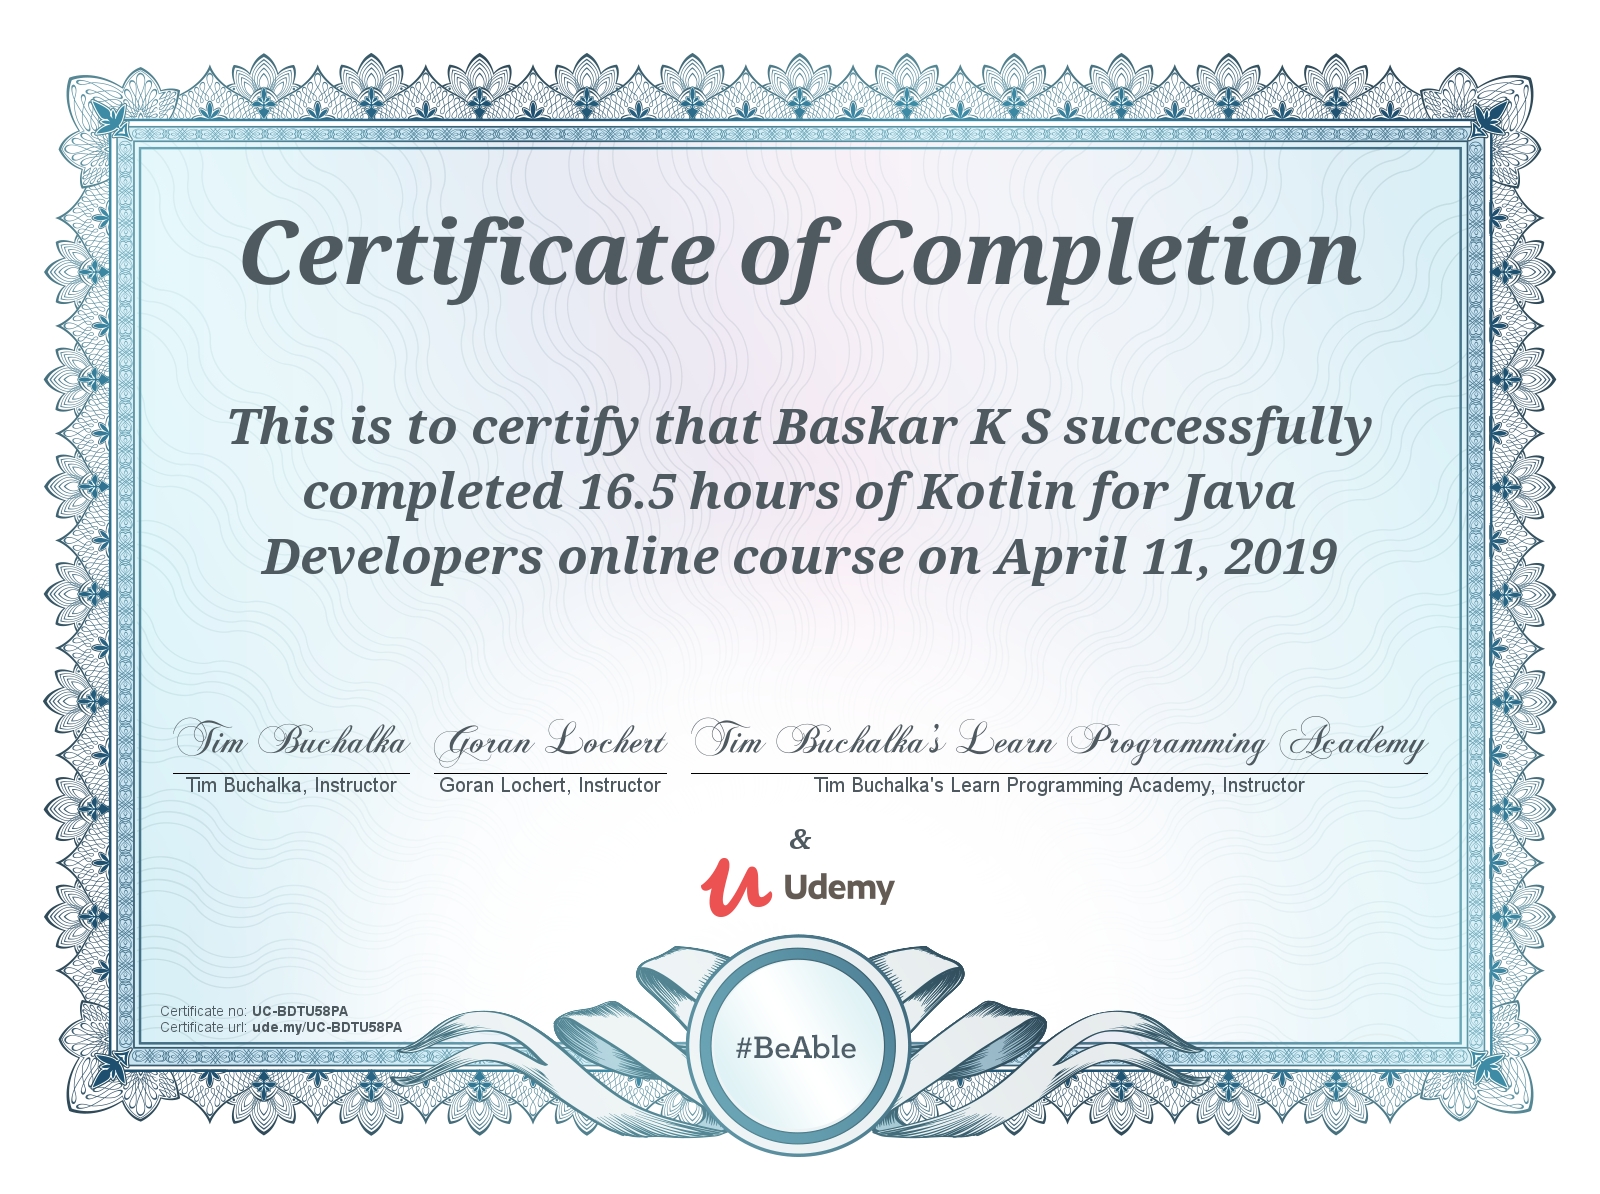 Certificate of Completion
This is to certify that Baskar K S successfully
completed 16.5 hours of Kotlin for Java
Developers online course on April 11, 2019
Tim Buchalka Goran Lochert Tim Buchalka's Learn Programming Academy
Tim Buchalka, Instructor Goran Lochert, Instructor Tim Buchalka's Learn Programming Academy, Instructor
&
Udemy
Certificate no: UC-BDTU58PA
Certificate url: ude.my/UC-BDTU58PA
#BeAble